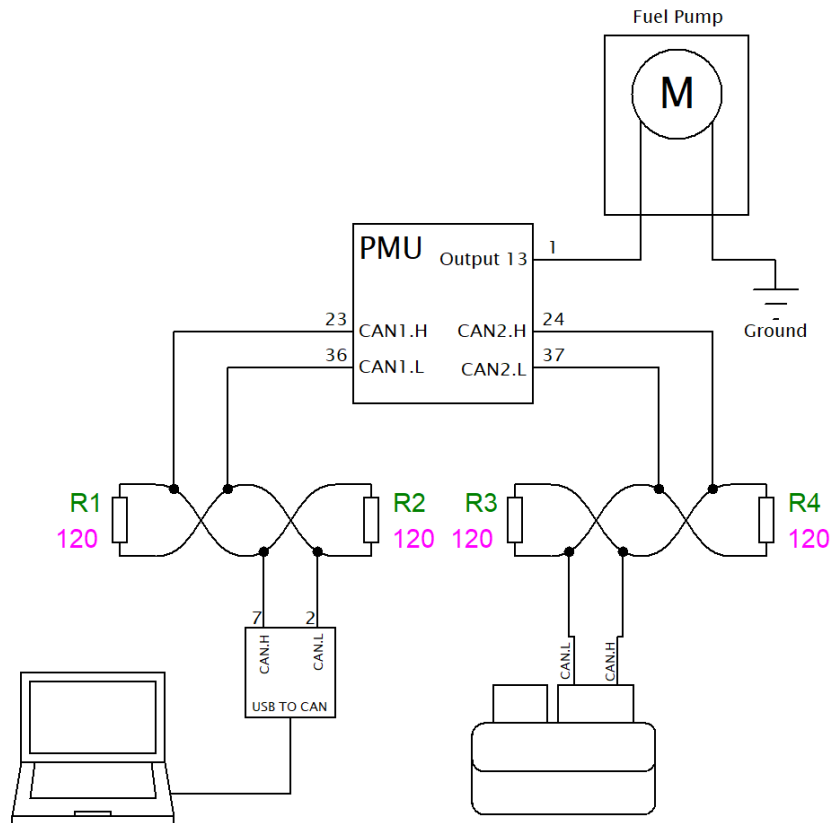 Fuel Pump
M
PMU
Output 13
1
23
CAN1.H
CAN2.H
24
36
CAN1.L
CAN2.L
37
Ground
R1
120
R2
120
R3
120
R4
120
7
2
CAN.H
CAN.L
USB TO CAN
CAN.L
CAN.H